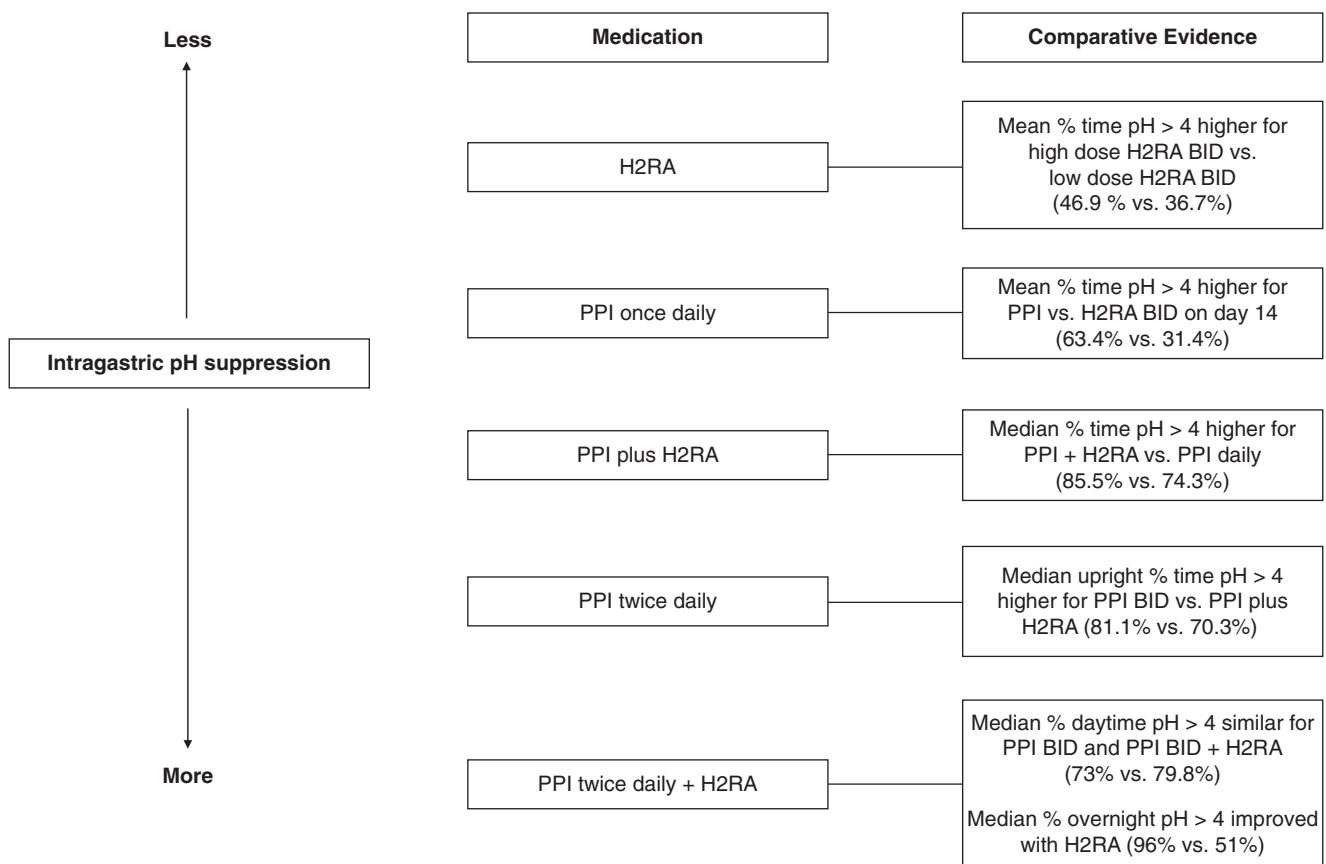 Less
Intragastric pH suppression
More
Medication
Comparative Evidence
H2RA
Mean % time pH > 4 higher for
high dose H2RA BID vs.
low dose H2RA BID
(46.9 % vs. 36.7%)
PPI once daily
Mean % time pH > 4 higher for
PPI vs. H2RA BID on day 14
(63.4% vs. 31.4%)
PPI plus H2RA
Median % time pH > 4 higher for
PPI + H2RA vs. PPI daily
(85.5% vs. 74.3%)
PPI twice daily
Median upright % time pH > 4
higher for PPI BID vs. PPI plus
H2RA (81.1% vs. 70.3%)
PPI twice daily + H2RA
Median % daytime pH > 4 similar for
PPI BID and PPI BID + H2RA
(73% vs. 79.8%)
Median % overnight pH > 4 improved
with H2RA (96% vs. 51%)